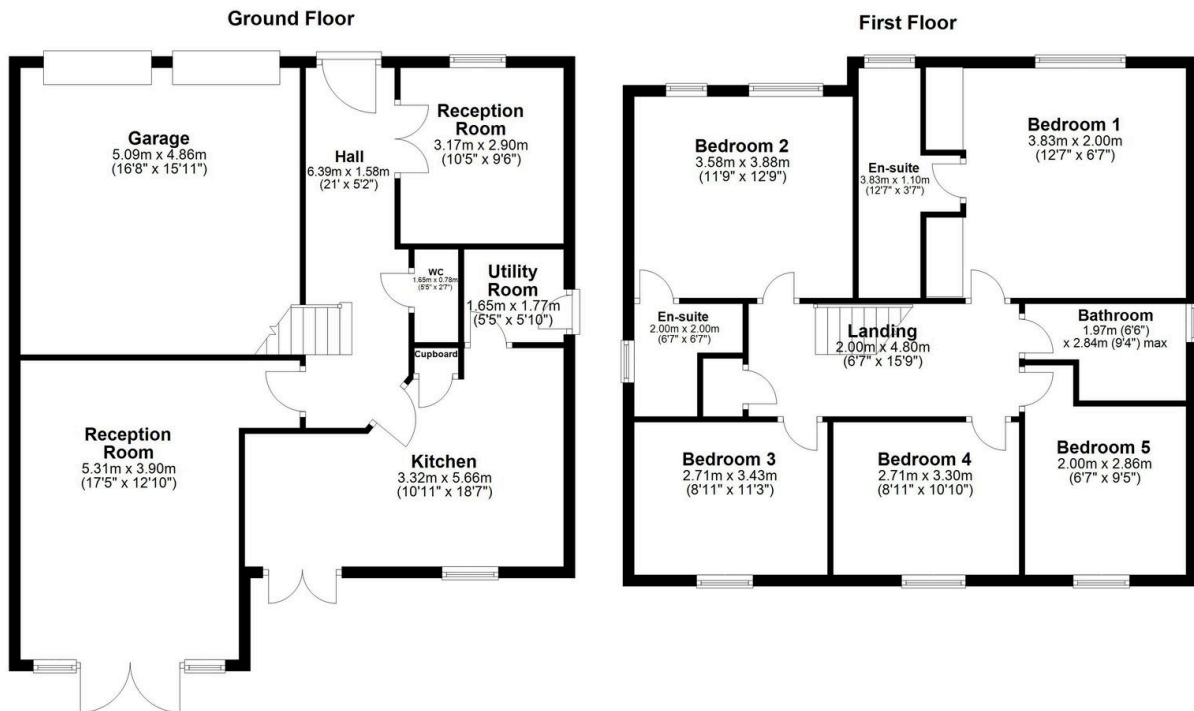 Ground Floor
Garage
5.09m x 4.86m
(16'8" x 15'11")
Hall
6.39m x 1.58m
(21' x 5'2")
Reception
Room
3.17m x 2.90m
(10'5" x 9'6")
WC
1.65m x 0.78m
(5'5" x 2'7")
Utility
Room
1.65m x 1.77m
(5'5" x 5'10")
Cupboard
Reception
Room
5.31m x 3.90m
(17'5" x 12'10")
Kitchen
3.32m x 5.66m
(10'11" x 18'7")
First Floor
Bedroom 2
3.58m x 3.88m
(11'9" x 12'9")
En-suite
3.83m x 1.10m
(12'7" x 3'7")
Bedroom 1
3.83m x 2.00m
(12'7" x 6'7")
En-suite
2.00m x 2.00m
(6'7" x 6'7")
Landing
2.00m x 4.80m
(6'7" x 15'9")
Bathroom
1.97m (6'6")
x 2.84m (9'4") max
Bedroom 3
2.71m x 3.43m
(8'11" x 11'3")
Bedroom 4
2.71m x 3.30m
(8'11" x 10'10")
Bedroom 5
2.00m x 2.86m
(6'7" x 9'5")